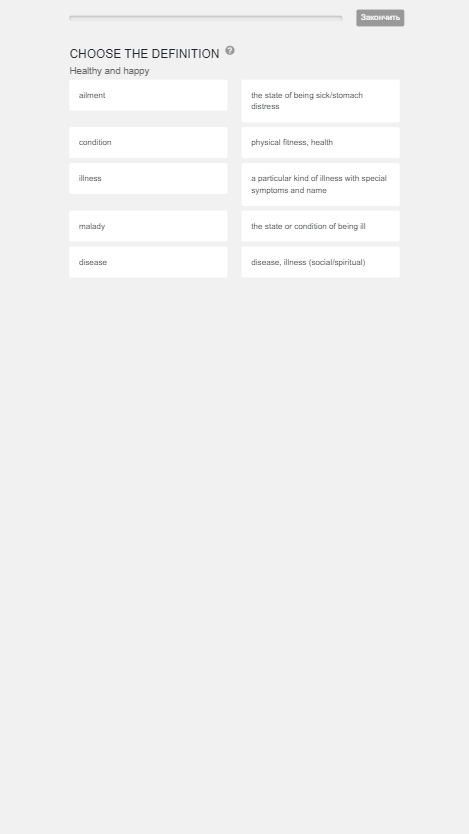 Закончить
CHOOSE THE DEFINITION ?
Healthy and happy
ailment
the state of being sick/stomach
distress
condition
physical fitness, health
illness
a particular kind of illness with special
symptoms and name
malady
the state or condition of being ill
disease
disease, illness (social/spiritual)